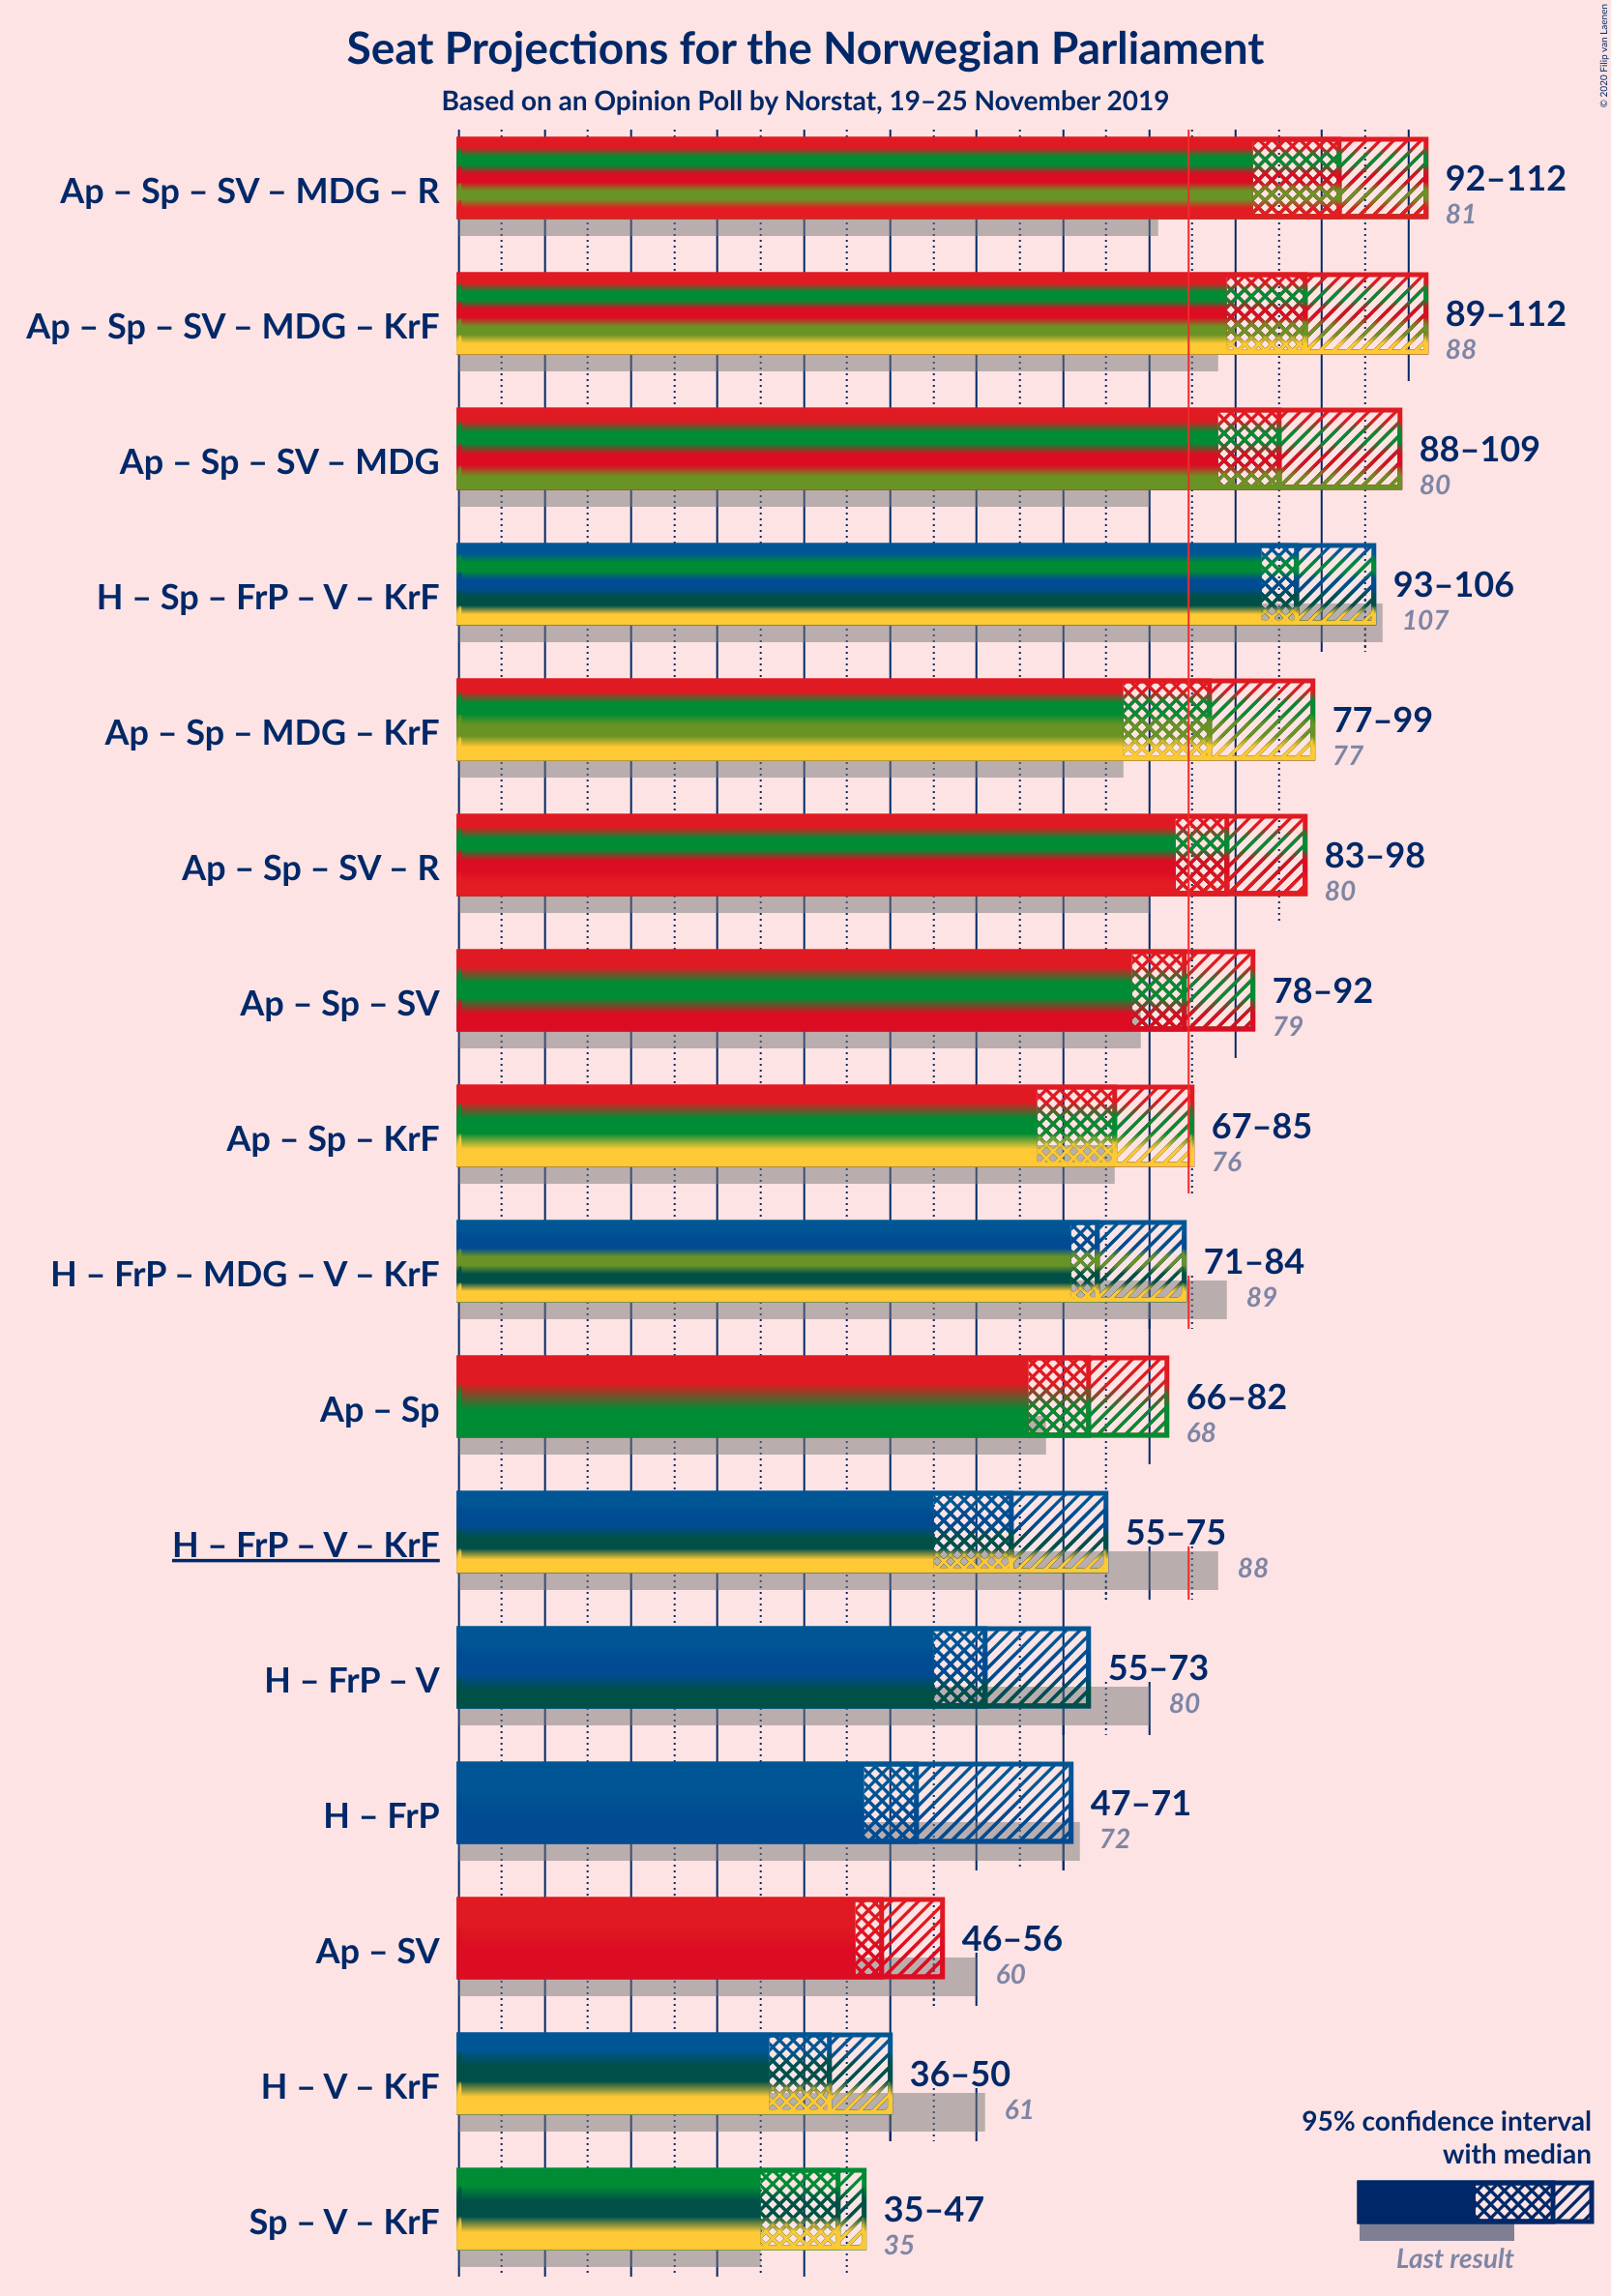 Seat Projections for the Norwegian Parliament
Based on an Opinion Poll by Norstat, 19–25 November 2019
© 2020 Filip van Laenen
Ap – Sp – SV – MDG – R
92–112
81
Ap – Sp – SV – MDG – KrF
89–112
88
Ap – Sp – SV – MDG
88–109
80
H – Sp – FrP – V – KrF
93–106
107
Ap – Sp – MDG – KrF
77–99
77
Ap – Sp – SV – R
83–98
80
Ap – Sp – SV
78–92
79
Ap – Sp – KrF
67–85
76
H – FrP – MDG – V – KrF
71–84
89
Ap – Sp
66–82
68
H – FrP – V – KrF
55–75
88
H – FrP – V
55–73
80
H – FrP
47–71
72
Ap – SV
46–56
60
H – V – KrF
36–50
61
Sp – V – KrF
35–47
35
95% confidence interval
with median
Last result